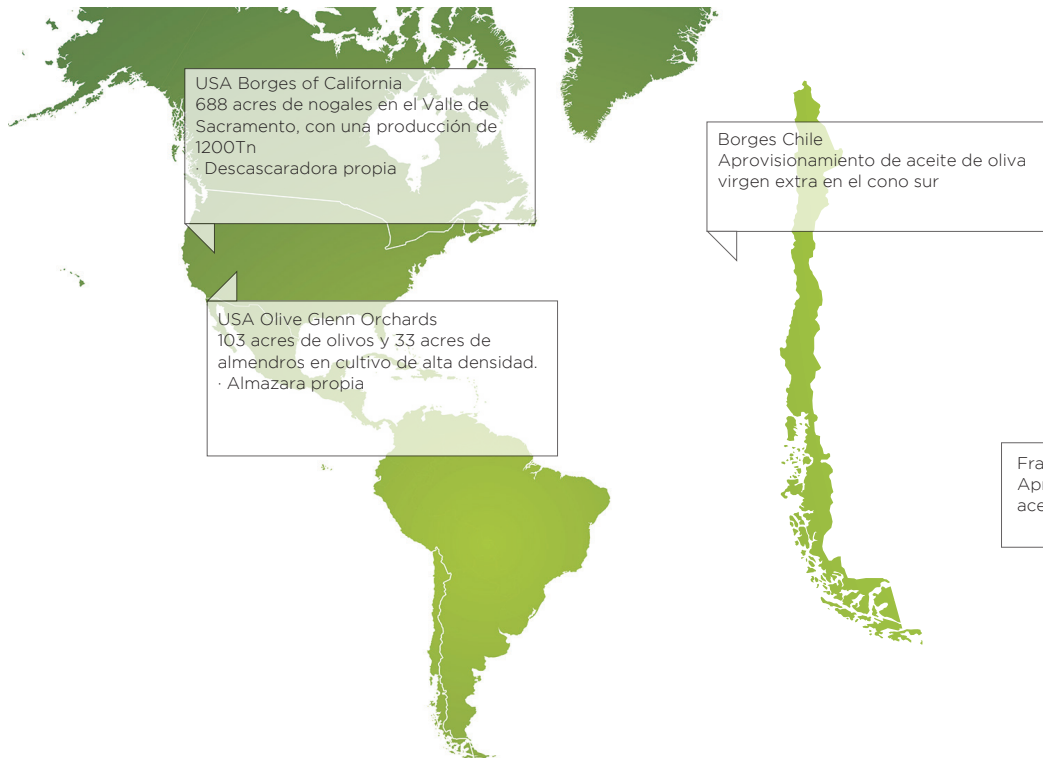 USA Borges of California
688 acres de nogales en el Valle de
Sacramento, con una producción de
1200Tn
· Descascaradora propia
Borges Chile
Aprovisionamiento de aceite de oliva
virgen extra en el cono sur
USA Olive Glenn Orchards
103 acres de olivos y 33 acres de
almendros en cultivo de alta densidad.
· Almazara propia
Fra
Apr
ace